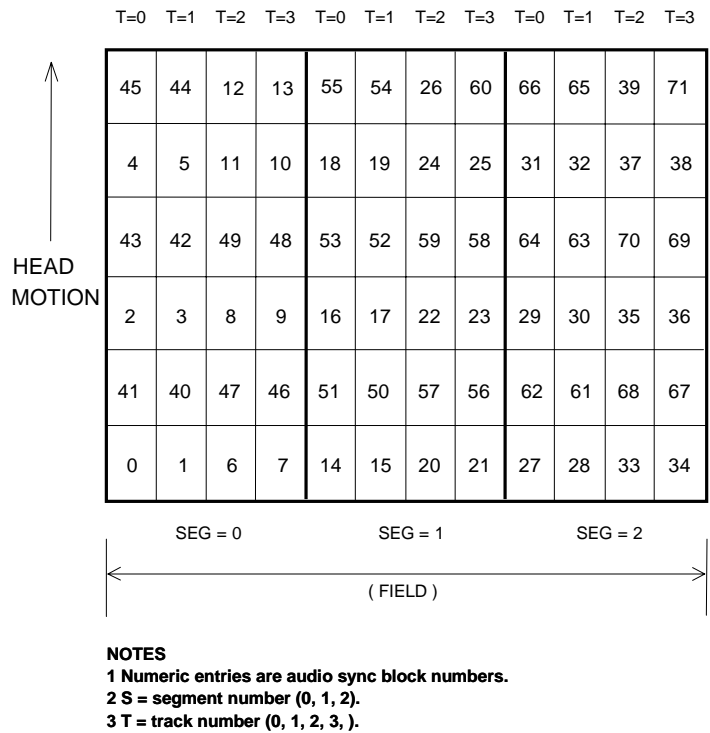 T=0 T=1 T=2 T=3 T=0 T=1 T=2 T=3 T=0 T=1 T=2 T=3
45 44 12 13 55 54 26 60 66 65 39 71
4 5 11 10 18 19 24 25 31 32 37 38
43 42 49 48 53 52 59 58 64 63 70 69
HEAD
MOTION
2 3 8 9 16 17 22 23 29 30 35 36
41 40 47 46 51 50 57 56 62 61 68 67
0 1 6 7 14 15 20 21 27 28 33 34
SEG = 0 SEG = 1 SEG = 2
( FIELD )
NOTES
1 Numeric entries are audio sync block numbers.
2 S = segment number (0, 1, 2).
3 T = track number (0, 1, 2, 3, ).